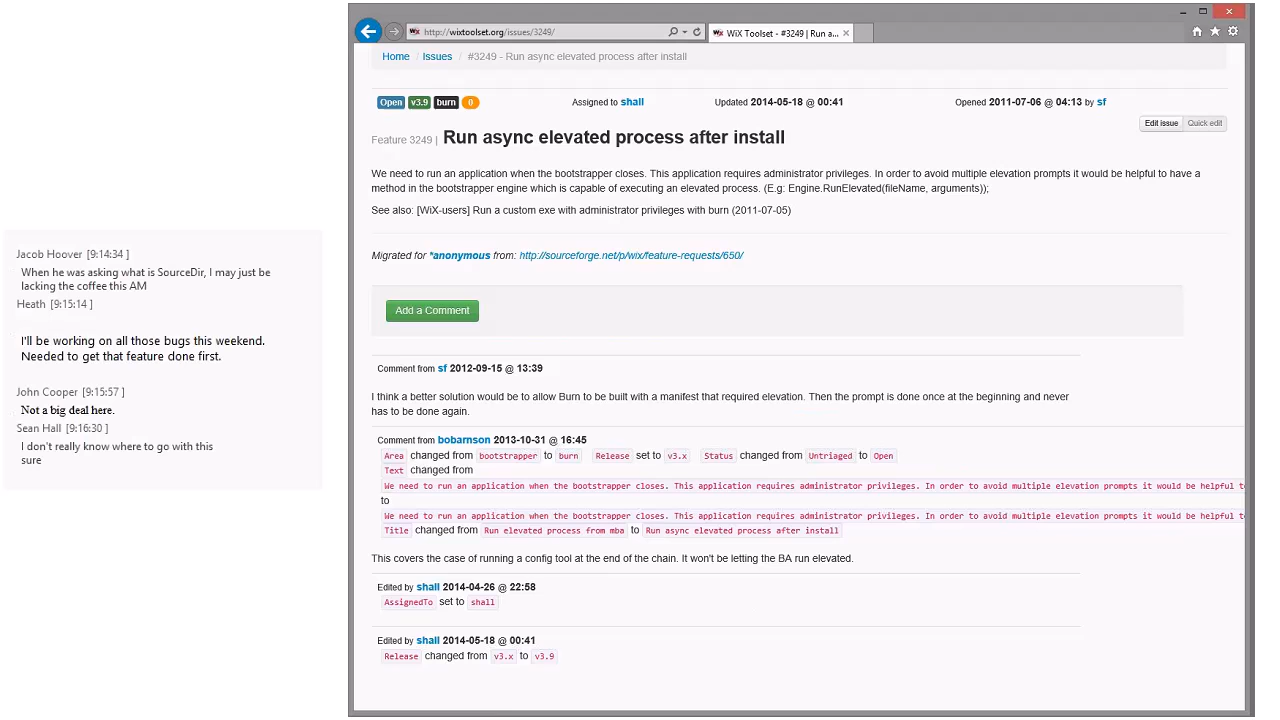 Jacob Hoover [9:14:34 ]
When he was asking what is SourceDir, I may just be
lacking the coffee this AM
Heath [9:15:14 ]
I'll be working on all those bugs this weekend.
Needed to get that feature done first.
John Cooper [9:15:57 ]
Not a big deal here.
Sean Hall [9:16:30 ]
I don't really know where to go with this
sure
http://wixtoolset.org/issues/3249/
WiX Toolset - #3249 | Run a...
Home / Issues / #3249 - Run async elevated process after install
Open v3.9 burn 0 Assigned to shall Updated 2014-05-18 @ 00:41 Opened 2011-07-06 @ 04:13 by sf
Edit issue Quick edit
Feature 3249 | Run async elevated process after install
We need to run an application when the bootstrapper closes. This application requires administrator privileges. In order to avoid multiple elevation prompts it would be helpful to have a
method in the bootstrapper engine which is capable of executing an elevated process. (E.g: Engine.RunElevated(fileName, arguments));
See also: [WiX-users] Run a custom exe with administrator privileges with burn (2011-07-05)
Migrated for *anonymous from: http://sourceforge.net/p/wix/feature-requests/650/
Add a Comment
Comment from sf 2012-09-15 @ 13:39
I think a better solution would be to allow Burn to be built with a manifest that required elevation. Then the prompt is done once at the beginning and never
has to be done again.
Comment from bobarnson 2013-10-31 @ 16:45
Area changed from bootstrapper to burn Release set to v3.x Status changed from Untriaged to Open
Text changed from
We need to run an application when the bootstrapper closes. This application requires administrator privileges. In order to avoid multiple elevation prompts it would be helpful t
to
We need to run an application when the bootstrapper closes. This application requires administrator privileges. In order to avoid multiple elevation prompts it would be helpful t
Title changed from Run elevated process from mba to Run async elevated process after install
This covers the case of running a config tool at the end of the chain. It won't be letting the BA run elevated.
Edited by shall 2014-04-26 @ 22:58
AssignedTo set to shall
Edited by shall 2014-05-18 @ 00:41
Release changed from v3.x to v3.9